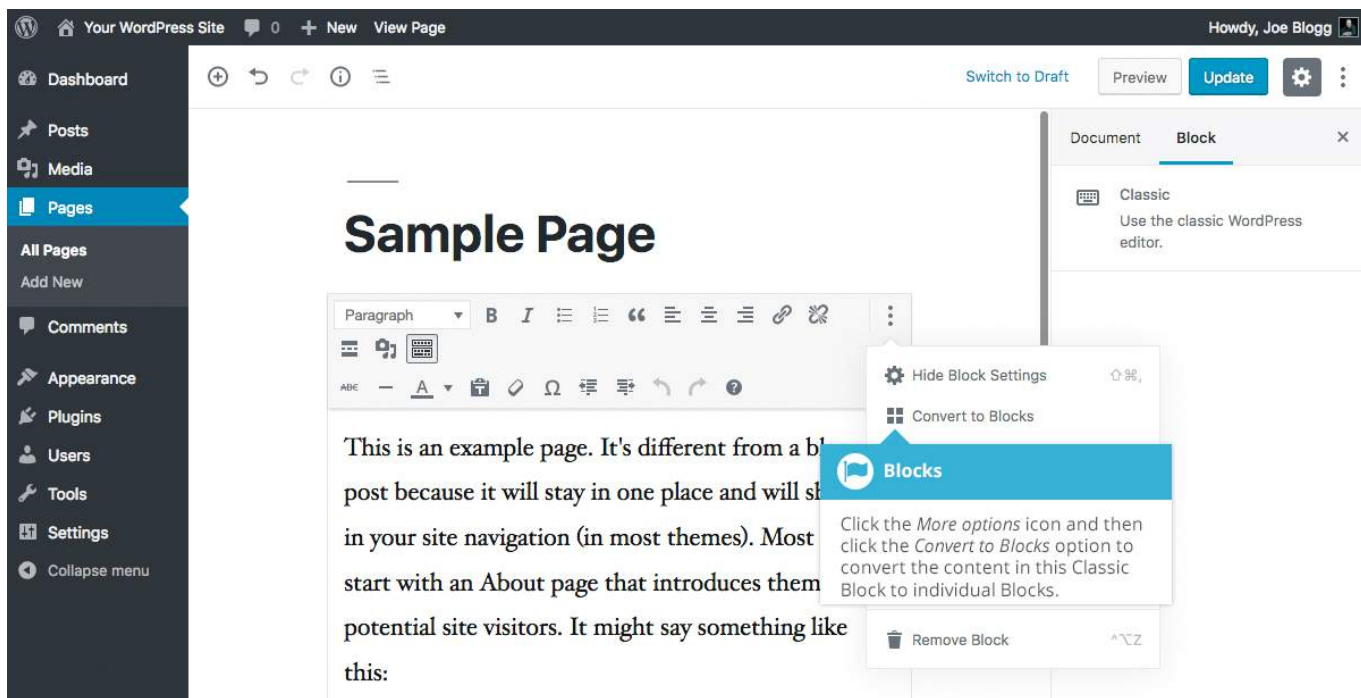 Your WordPress Site 0 + New View Page Howdy, Joe Blogg
Dashboard
Posts
Media
Pages
All Pages
Add New
Comments
Appearance
Plugins
Users
Tools
Settings
Collapse menu
Switch to Draft Preview Update
Document Block ×
Classic
Use the classic WordPress
editor.
Sample Page
Paragraph B I
ABC A Ω
Hide Block Settings ⇧⌘,
Convert to Blocks
Blocks
Click the More options icon and then
click the Convert to Blocks option to
convert the content in this Classic
Block to individual Blocks.
Remove Block ^⌥Z
This is an example page. It's different from a
post because it will stay in one place and will
in your site navigation (in most themes). Most
start with an About page that introduces them
potential site visitors. It might say something like
this: